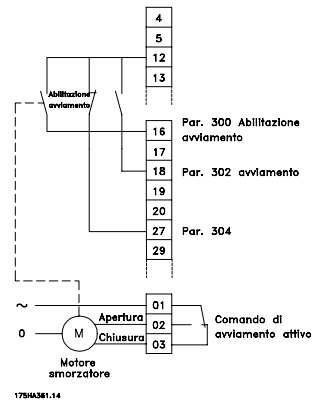 4
5
12
13
Abilitazione
avviamento
16
Par. 300 Abilitazione
avviamento
17
18
Par. 302 avviamento
19
20
27
Par. 304
29
~
01
Apertura
02
Comando di
avviamento attivo
0
M
Chiusura
03
Motore
smorzatore
175HA361.14